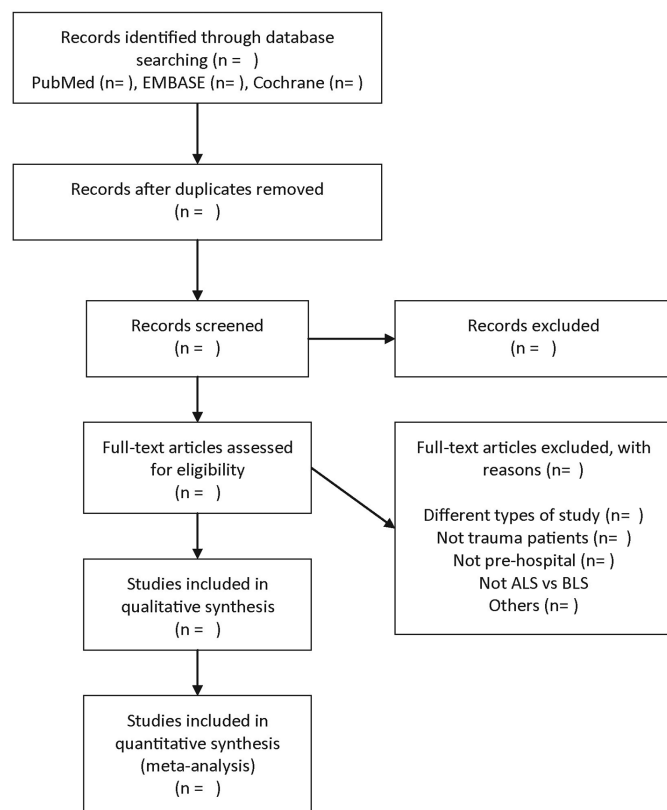 Records identified through database
searching (n =   )
PubMed (n= ), EMBASE (n= ), Cochrane (n= )
Records after duplicates removed
(n =   )
Records screened
(n =   )
Records excluded
(n =   )
Full-text articles assessed
for eligibility
(n =   )
Full-text articles excluded, with
reasons (n=  )
Different types of study (n=  )
Not trauma patients (n=  )
Not pre-hospital (n= )
Not ALS vs BLS
Others (n= )
Studies included in
qualitative synthesis
(n =   )
Studies included in
quantitative synthesis
(meta-analysis)
(n =   )